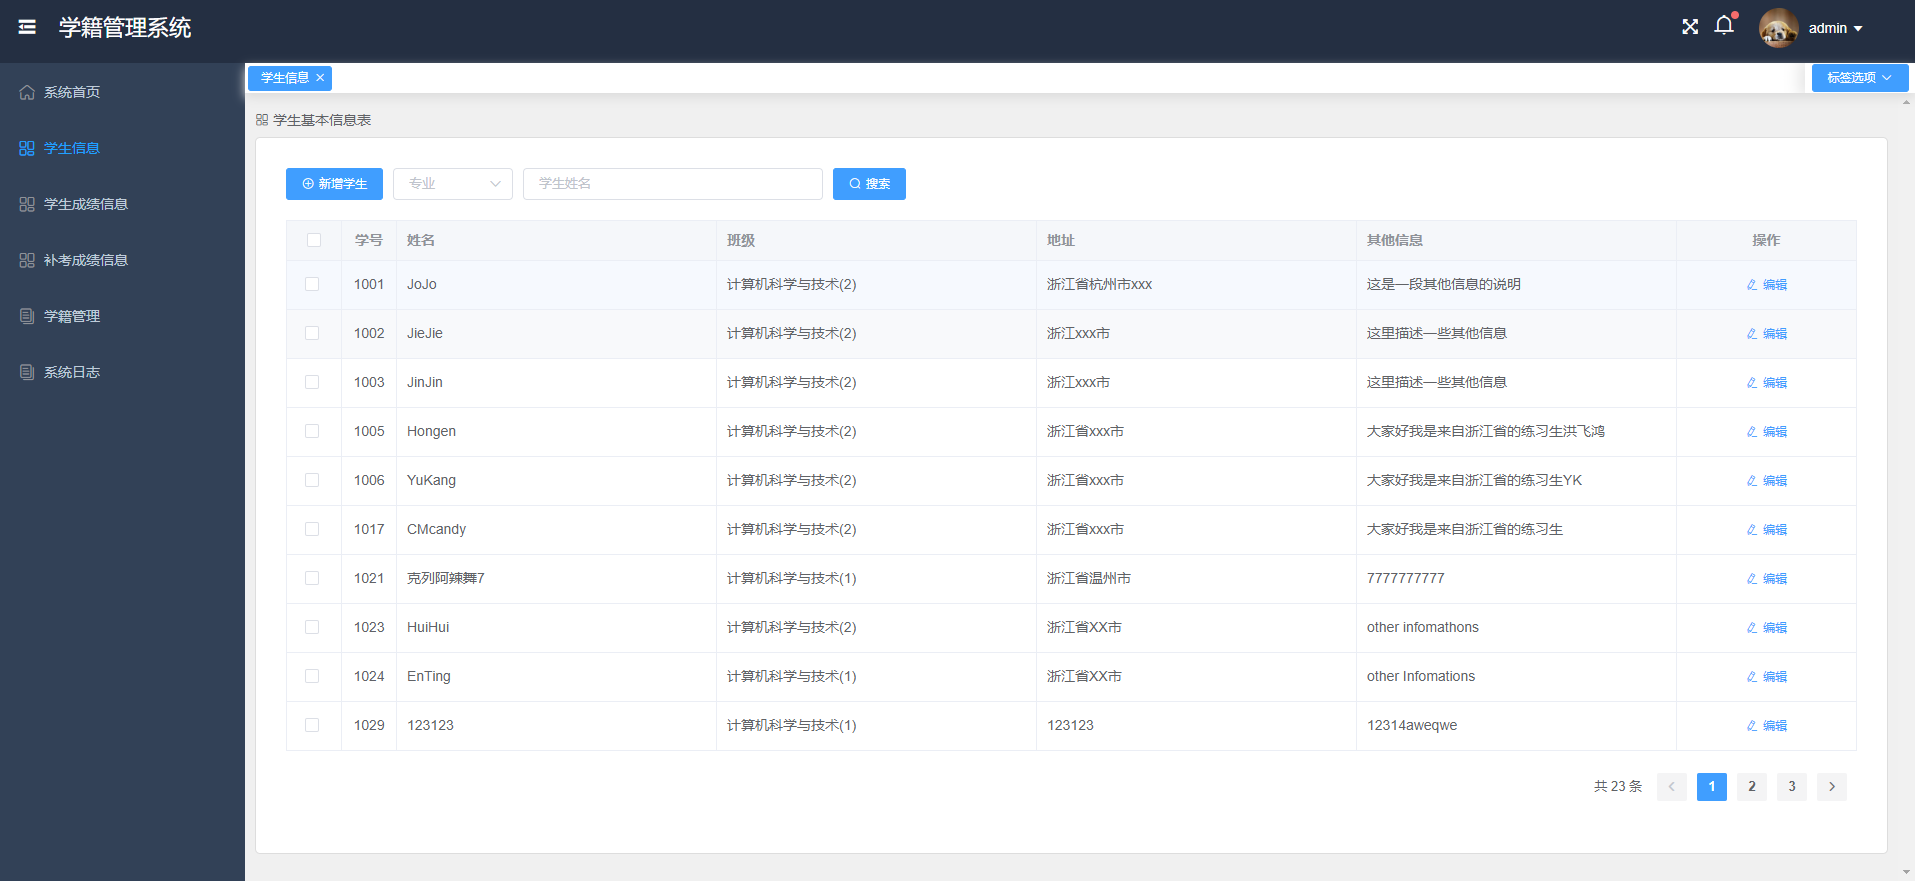 学籍管理系统
admin
系统首页
学生信息
学生成绩信息
补考成绩信息
学籍管理
系统日志
学生信息
标签选项
学生基本信息表
新增学生 专业 学生姓名 搜索
学号 姓名 班级 地址 其他信息 操作
1001 JoJo 计算机科学与技术(2) 浙江省杭州市xxx 这是一段其他信息的说明 编辑
1002 JieJie 计算机科学与技术(2) 浙江xxx市 这里描述一些其他信息 编辑
1003 JinJin 计算机科学与技术(2) 浙江xxx市 这里描述一些其他信息 编辑
1005 Hongen 计算机科学与技术(2) 浙江省xxx市 大家好我是来自浙江省的练习生洪飞鸿 编辑
1006 YuKang 计算机科学与技术(2) 浙江省xxx市 大家好我是来自浙江省的练习生YK 编辑
1017 CMcandy 计算机科学与技术(2) 浙江省xxx市 大家好我是来自浙江省的练习生 编辑
1021 克列阿辣舞7 计算机科学与技术(1) 浙江省温州市 7777777777 编辑
1023 HuiHui 计算机科学与技术(2) 浙江省XX市 other infomathons 编辑
1024 EnTing 计算机科学与技术(1) 浙江省XX市 other Infomations 编辑
1029 123123 计算机科学与技术(1) 123123 12314aweqwe 编辑
共 23 条 1 2 3